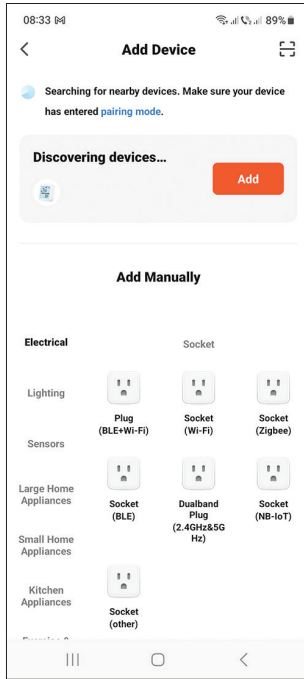 08:33 89%
Add Device
Searching for nearby devices. Make sure your device
has entered pairing mode.
Discovering devices...
Add
Add Manually
Electrical
Socket
Lighting
Sensors
Large Home
Appliances
Small Home
Appliances
Kitchen
Appliances
Plug
(BLE+Wi-Fi)
Socket
(Wi-Fi)
Socket
(Zigbee)
Socket
(BLE)
Dualband
Plug
(2.4GHz&5G
Hz)
Socket
(NB-IoT)
Socket
(other)